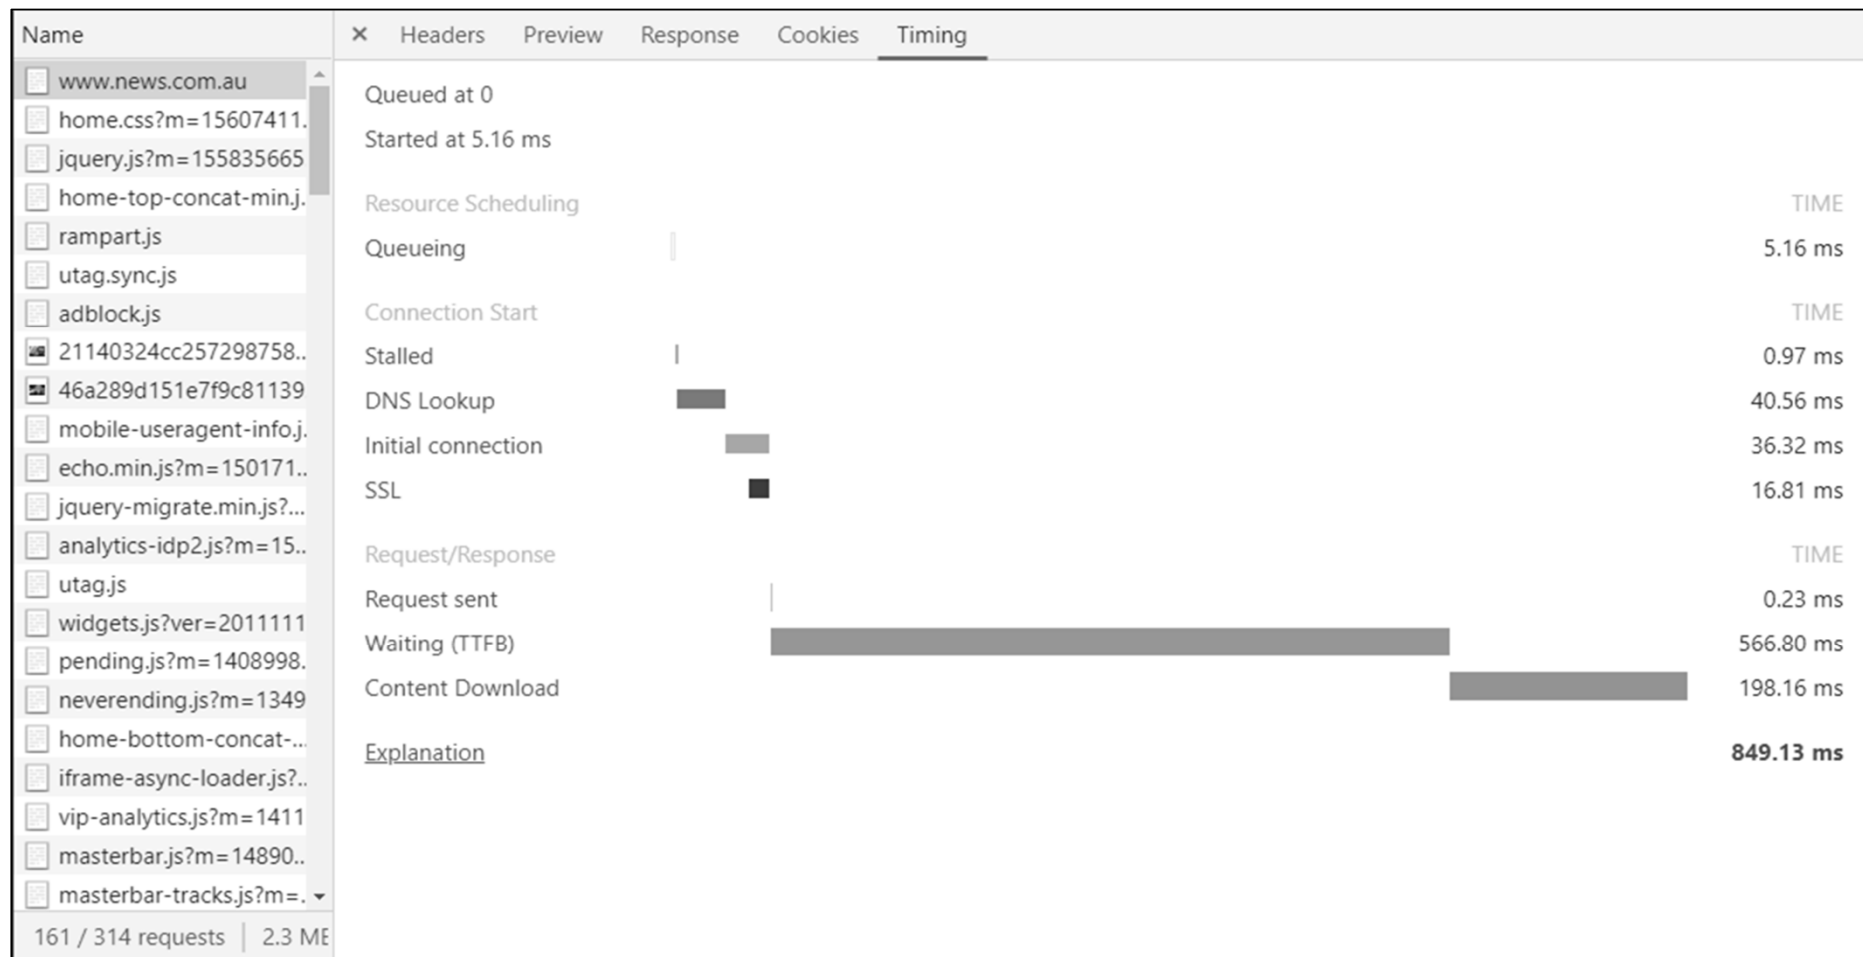 Name
www.news.com.au
home.css?m=15607411.
jquery.js?m=155835665
home-top-concat-min.j.
rampart.js
utag.sync.js
adblock.js
21140324cc257298758..
46a289d151e7f9c81139
mobile-useragent-info.j.
echo.min.js?m=150171..
jquery-migrate.min.js?...
analytics-idp2.js?m=15..
utag.js
widgets.js?ver=2011111
pending.js?m=1408998.
neverending.js?m=1349
home-bottom-concat-...
iframe-async-loader.js?..
vip-analytics.js?m=1411
masterbar.js?m=14890..
masterbar-tracks.js?m=.
161 / 314 requests 2.3 ME
× Headers Preview Response Cookies Timing
Queued at 0
Started at 5.16 ms
Resource Scheduling TIME
Queueing 5.16 ms
Connection Start TIME
Stalled 0.97 ms
DNS Lookup 40.56 ms
Initial connection 36.32 ms
SSL 16.81 ms
Request/Response TIME
Request sent 0.23 ms
Waiting (TTFB) 566.80 ms
Content Download 198.16 ms
Explanation 849.13 ms